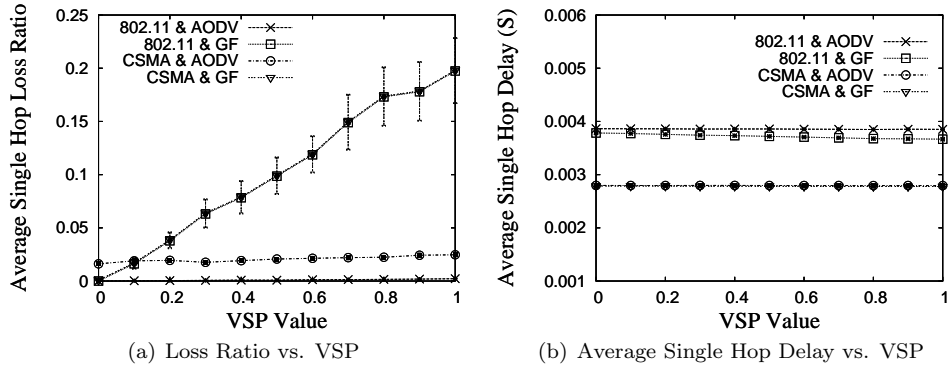 Average Single Hop Loss Ratio
0.25
0.2
0.15
0.1
0.05
0
802.11 & AODV
802.11 & GF
CSMA & AODV
CSMA & GF
0 0.2 0.4 0.6 0.8 1
VSP Value
(a) Loss Ratio vs. VSP
Average Single Hop Delay (S)
0.006
0.005
0.004
0.003
0.002
0.001
802.11 & AODV
802.11 & GF
CSMA & AODV
CSMA & GF
0 0.2 0.4 0.6 0.8 1
VSP Value
(b) Average Single Hop Delay vs. VSP